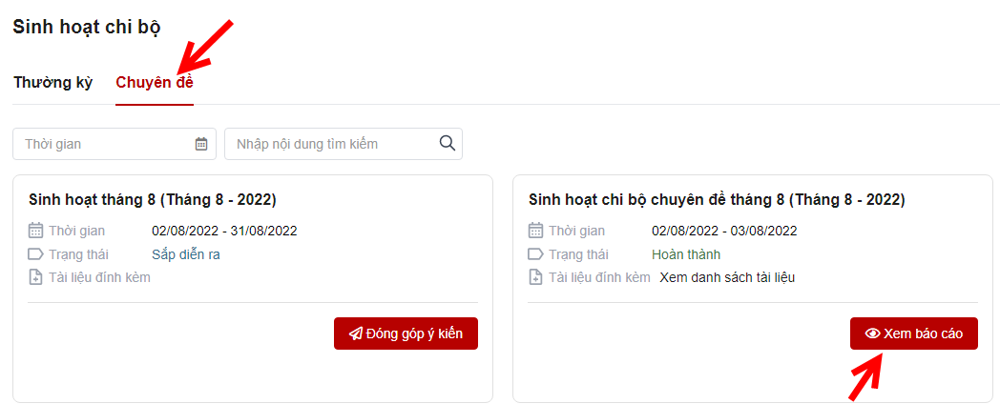 Sinh hoạt chi bộ
Thường kỳ Chuyên đề
Thời gian Nhập nội dung tìm kiếm
Sinh hoạt tháng 8 (Tháng 8 - 2022)
Thời gian 02/08/2022 - 31/08/2022
Trạng thái Sắp diễn ra
Tài liệu đính kèm
Đóng góp ý kiến
Sinh hoạt chi bộ chuyên đề tháng 8 (Tháng 8 - 2022)
Thời gian 02/08/2022 - 03/08/2022
Trạng thái Hoàn thành
Tài liệu đính kèm Xem danh sách tài liệu
Xem báo cáo